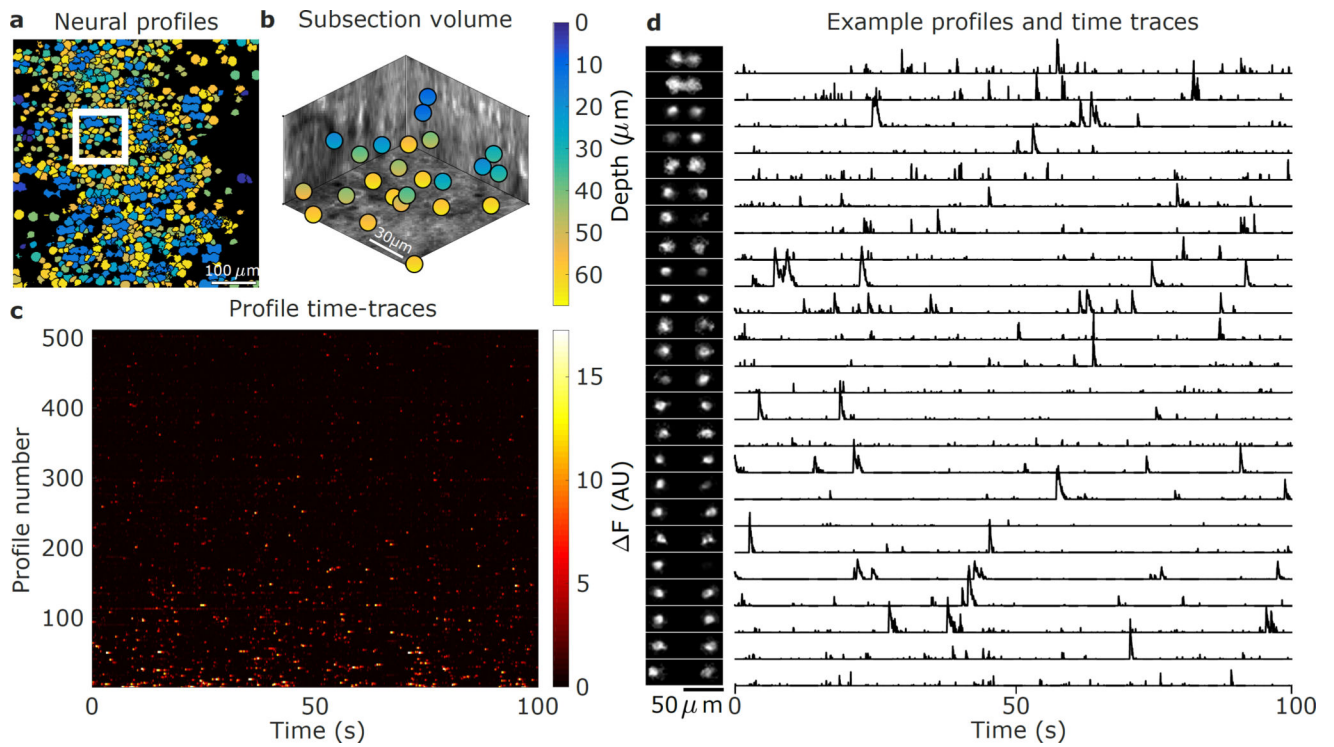 a Neural profiles
100 μm
b Subsection volume
30μm
0
10
20
30
40
50
60
Depth (μm)
c Profile time-traces
500
400
300
200
100
Profile number
0 50 100
Time (s)
15
10
5
0
ΔF (AU)
d Example profiles and time traces
50 μm
0 50 100
Time (s)